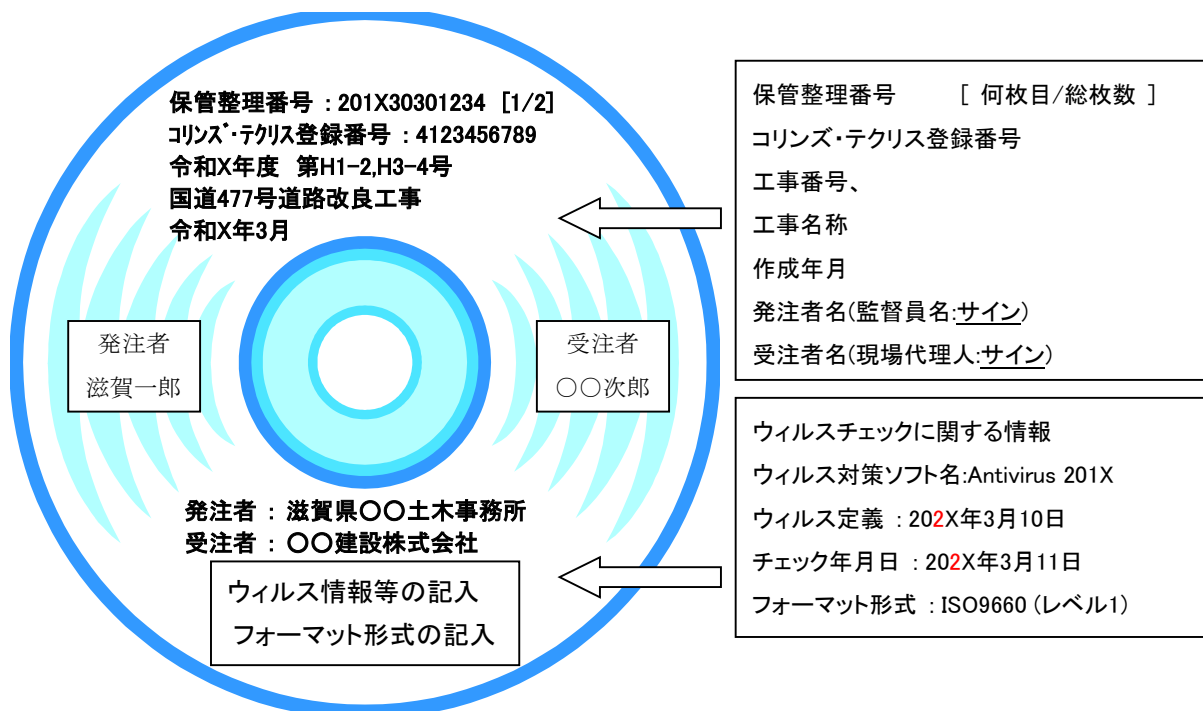 保管整理番号 : 201X30301234 [1/2]
コリンズ・テクリス登録番号 : 4123456789
令和X年度 第H1-2,H3-4号
国道477号道路改良工事
令和X年3月
発注者
滋賀一郎
受注者
〇〇次郎
発注者 : 滋賀県〇〇土木事務所
受注者 : 〇〇建設株式会社
ウィルス情報等の記入
フォーマット形式の記入
保管整理番号 [ 何枚目/総枚数 ]
コリンズ・テクリス登録番号
工事番号、
工事名称
作成年月
発注者名(監督員名:サイン)
受注者名(現場代理人:サイン)
ウィルスチェックに関する情報
ウィルス対策ソフト名:Antivirus 201X
ウィルス定義 : 202X年3月10日
チェック年月日 : 202X年3月11日
フォーマット形式 : ISO9660 (レベル1)